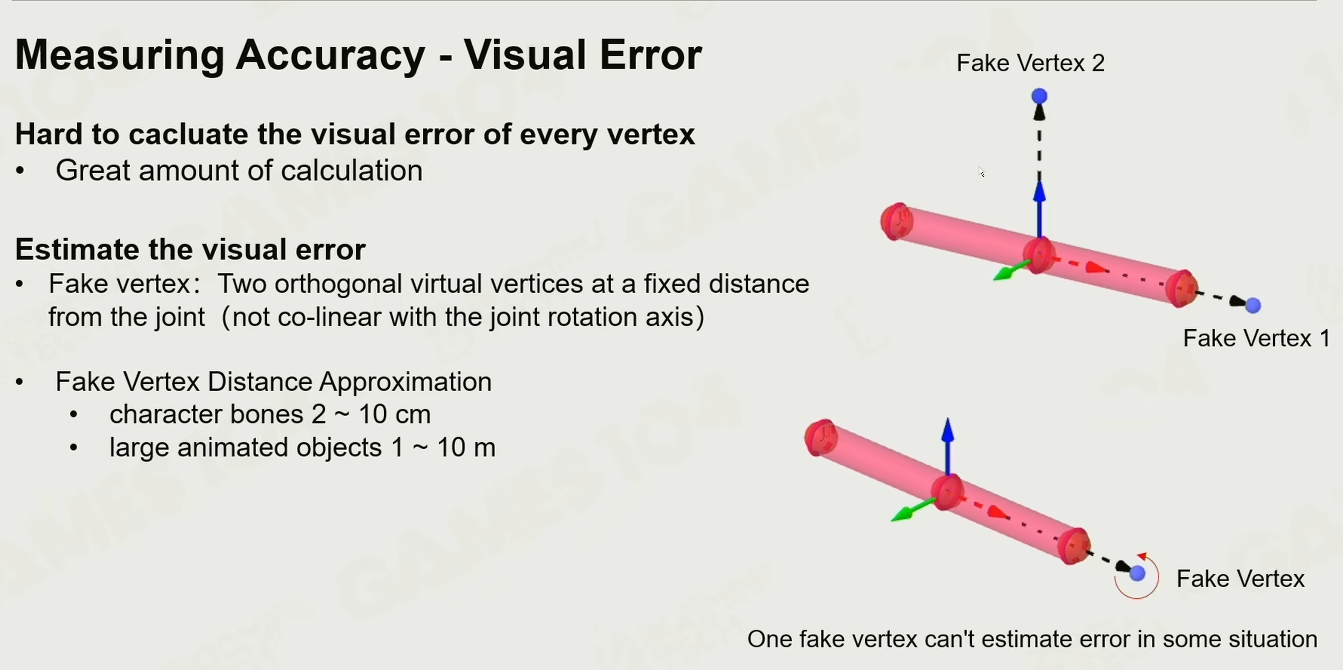 Measuring Accuracy - Visual Error
Hard to cacluate the visual error of every vertex
• Great amount of calculation
Estimate the visual error
• Fake vertex：Two orthogonal virtual vertices at a fixed distance
from the joint（not co-linear with the joint rotation axis）
• Fake Vertex Distance Approximation
• character bones 2 ~ 10 cm
• large animated objects 1 ~ 10 m
Fake Vertex 2
Fake Vertex 1
Fake Vertex
One fake vertex can't estimate error in some situation